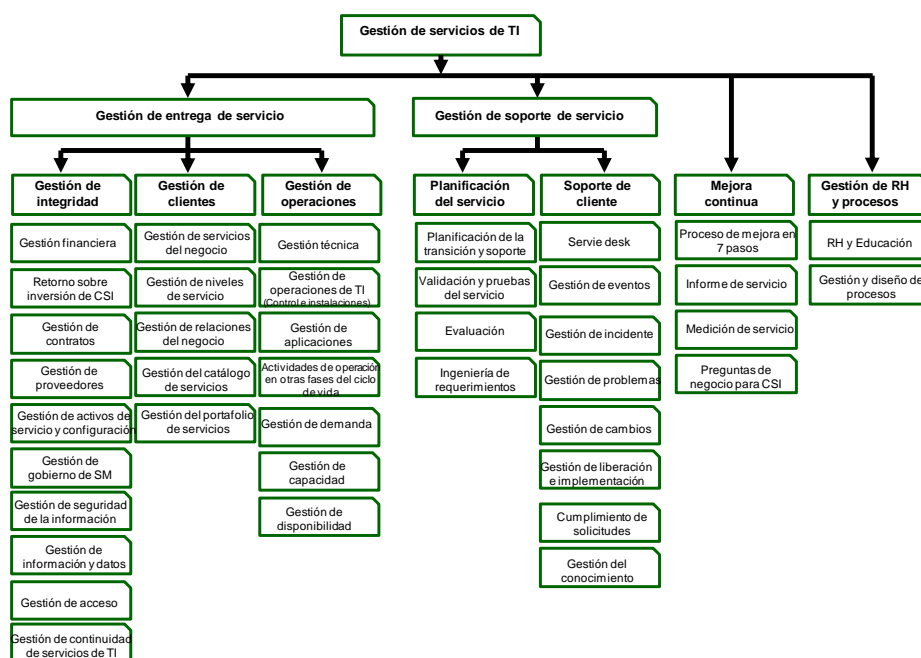 Gestión de servicios de TI
Gestión de entrega de servicio
Gestión de soporte de servicio
Gestión de
integridad
Gestión de
clientes
Gestión de
operaciones
Planificación
del servicio
Soporte de
cliente
Mejora
continua
Gestión de RH
y procesos
Gestión financiera
Retorno sobre
inversión de CSI
Gestión de
contratos
Gestión de
proveedores
Gestión de activos de
servicio y configuración
Gestión de
gobierno de SM
Gestión de seguridad
de la información
Gestión de
información y datos
Gestión de acceso
Gestión de continuidad
de servicios de TI
Gestión de servicios
del negocio
Gestión de niveles
de servicio
Gestión de relaciones
del negocio
Gestión del catálogo
de servicios
Gestión del portafolio
de servicios
Gestión técnica
Gestión de
operaciones de TI
(Control e instalaciones)
Gestión de
aplicaciones
Actividades de operación
en otras fases del ciclo
de vida
Gestión de demanda
Gestión de
capacidad
Gestión de
disponibilidad
Planificación de la
transición y soporte
Validación y pruebas
del servicio
Evaluación
Ingeniería de
requerimientos
Servie desk
Gestión de eventos
Gestión de incidente
Gestión de problemas
Gestión de cambios
Gestión de liberación
e implementación
Cumplimiento de
solicitudes
Gestión del
conocimiento
Proceso de mejora en
7 pasos
Informe de servicio
Medición de servicio
Preguntas de
negocio para CSI
RH y Educación
Gestión y diseño de
procesos